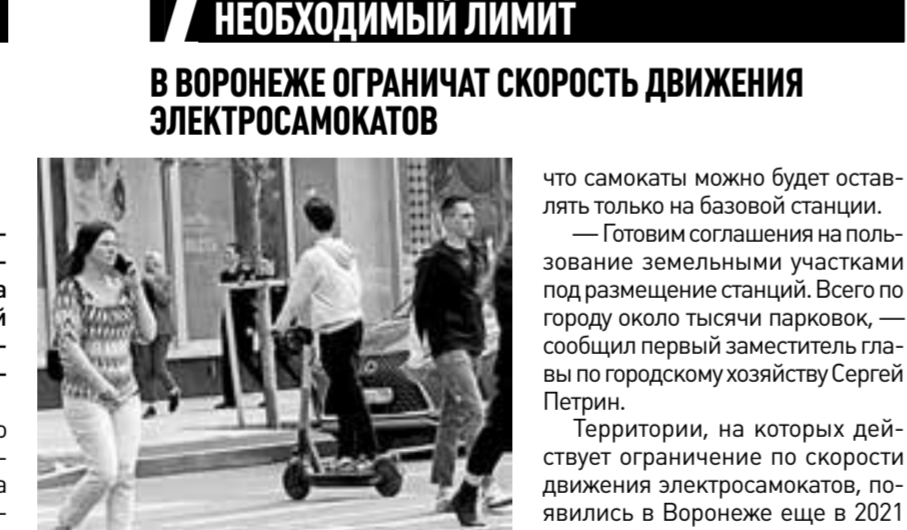 НЕОБХОДИМЫЙ ЛИМИТ
В ВОРОНЕЖЕ ОГРАНИЧАТ СКОРОСТЬ ДВИЖЕНИЯ
ЭЛЕКТРОСАМОКАТОВ
что самокаты можно будет остав-
лять только на базовой станции.
— Готовим соглашения на поль-
зование земельными участками
под размещение станций. Всего по
городу около тысячи парковок, —
сообщил первый заместитель гла-
вы по городскому хозяйству Сергей
Петрин.
Территории, на которых дей-
ствует ограничение по скорости
движения электросамокатов, по-
явились в Воронеже еще в 2021